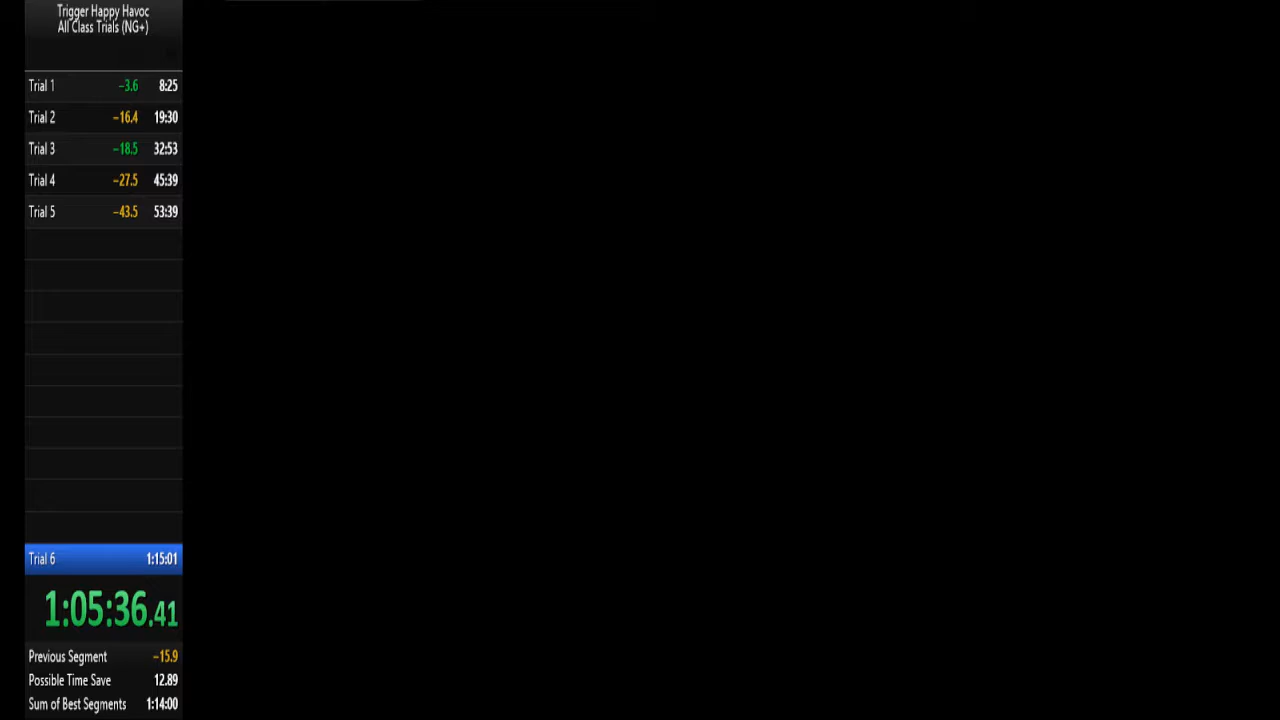 Trigger Happy Havoc
All Class Trials (NG+)
Trial 1 −3.6 8:25
Trial 2 −16.4 19:30
Trial 3 −18.5 32:53
Trial 4 −27.5 45:39
Trial 5 −43.5 53:39
Trial 6 1:15:01
1:05:36.41
Previous Segment −15.9
Possible Time Save 12.89
Sum of Best Segments 1:14:00